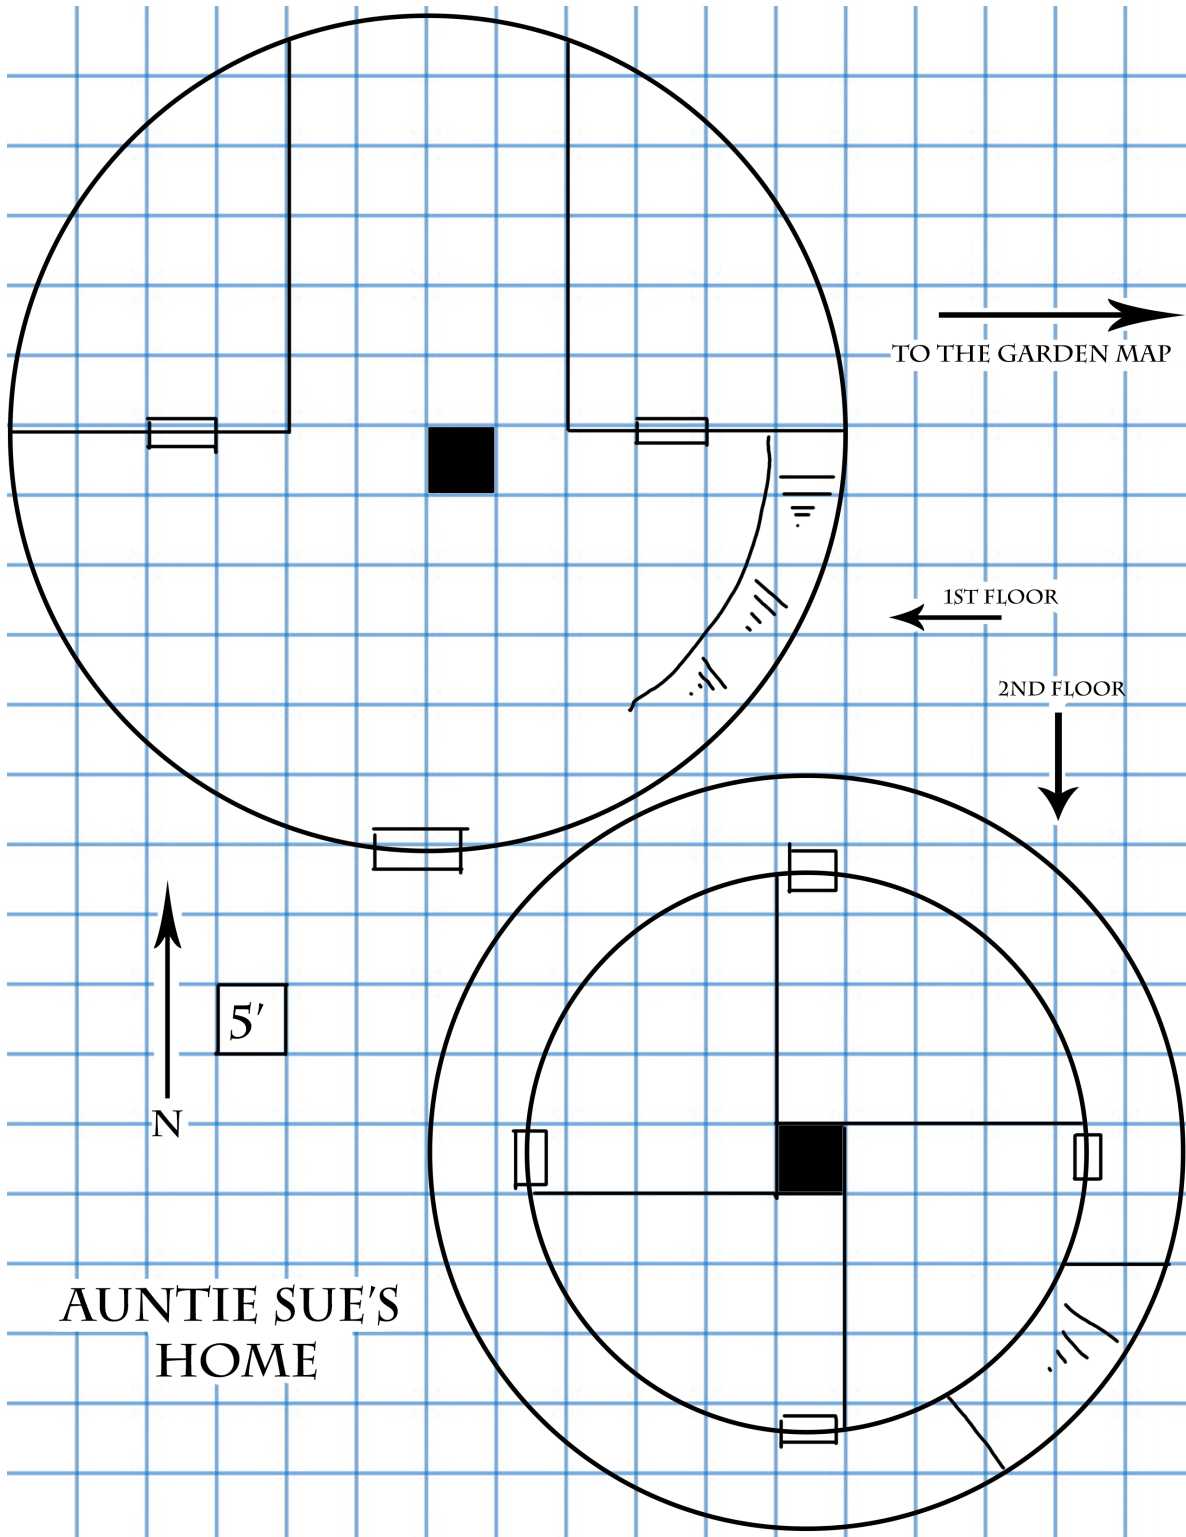 TO THE GARDEN MAP
1ST FLOOR
2ND FLOOR
5'
N
AUNTIE SUE'S
HOME